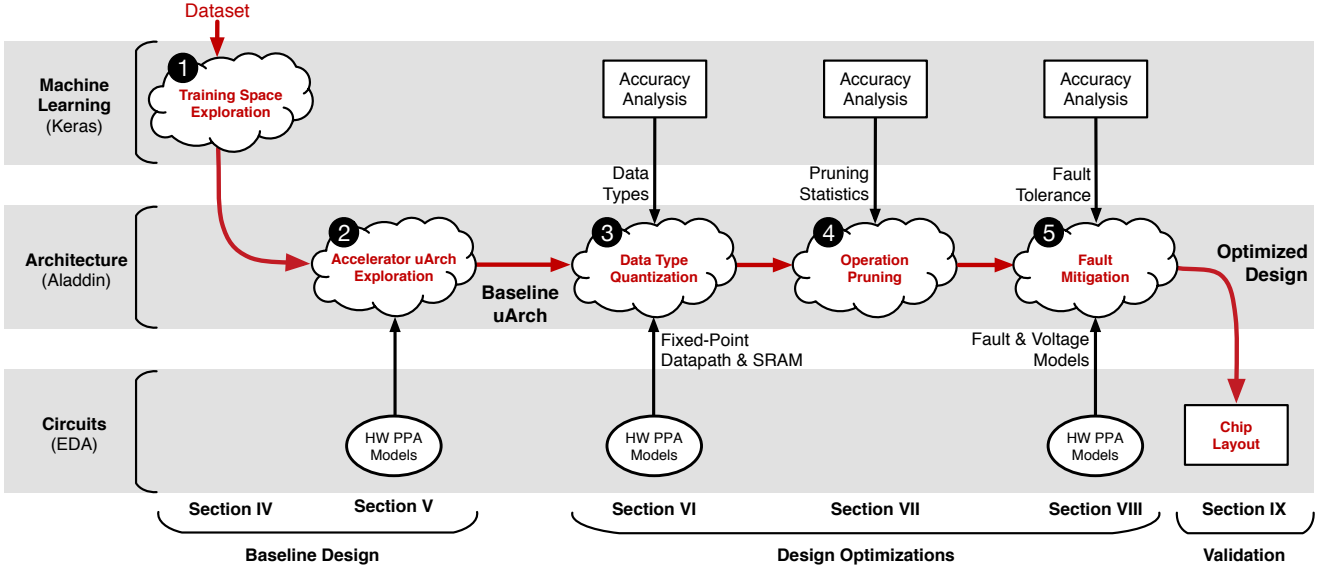 Dataset
Machine
Learning
(Keras)
1
Training Space
Exploration
Accuracy
Analysis
Accuracy
Analysis
Accuracy
Analysis
Data
Types
Pruning
Statistics
Fault
Tolerance
Architecture
(Aladdin)
2
Accelerator uArch
Exploration
Baseline
uArch
3
Data Type
Quantization
4
Operation
Pruning
5
Fault
Mitigation
Optimized
Design
Fixed-Point
Datapath & SRAM
Fault & Voltage
Models
Circuits
(EDA)
HW PPA
Models
HW PPA
Models
HW PPA
Models
Chip
Layout
Section IV
Section V
Section VI
Section VII
Section VIII
Section IX
Baseline Design
Design Optimizations
Validation